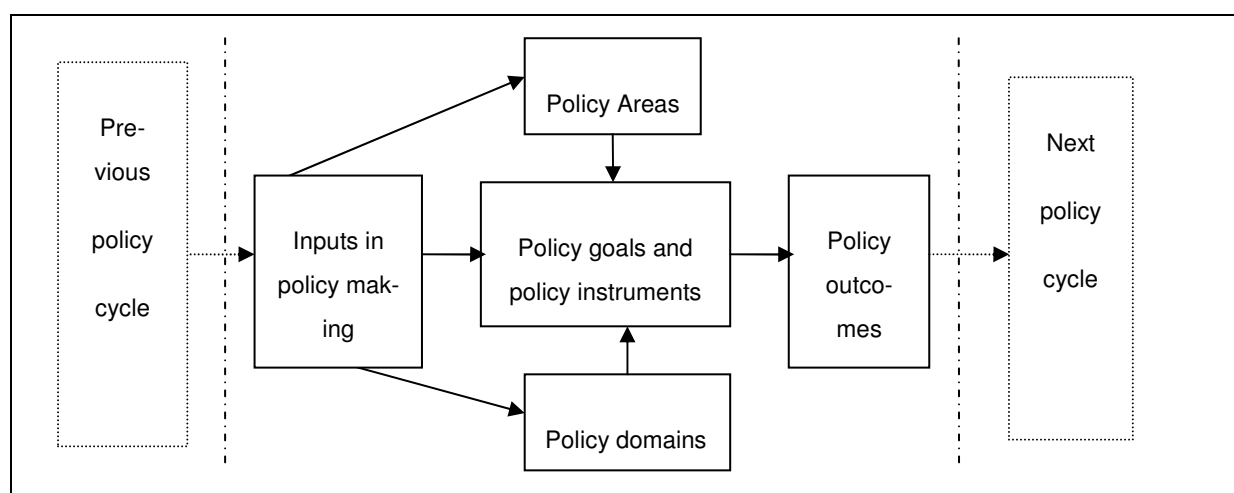 Pre-
vious
policy
cycle
Inputs in
policy mak-
ing
Policy Areas
Policy goals and
policy instruments
Policy domains
Policy
outco-
mes
Next
policy
cycle